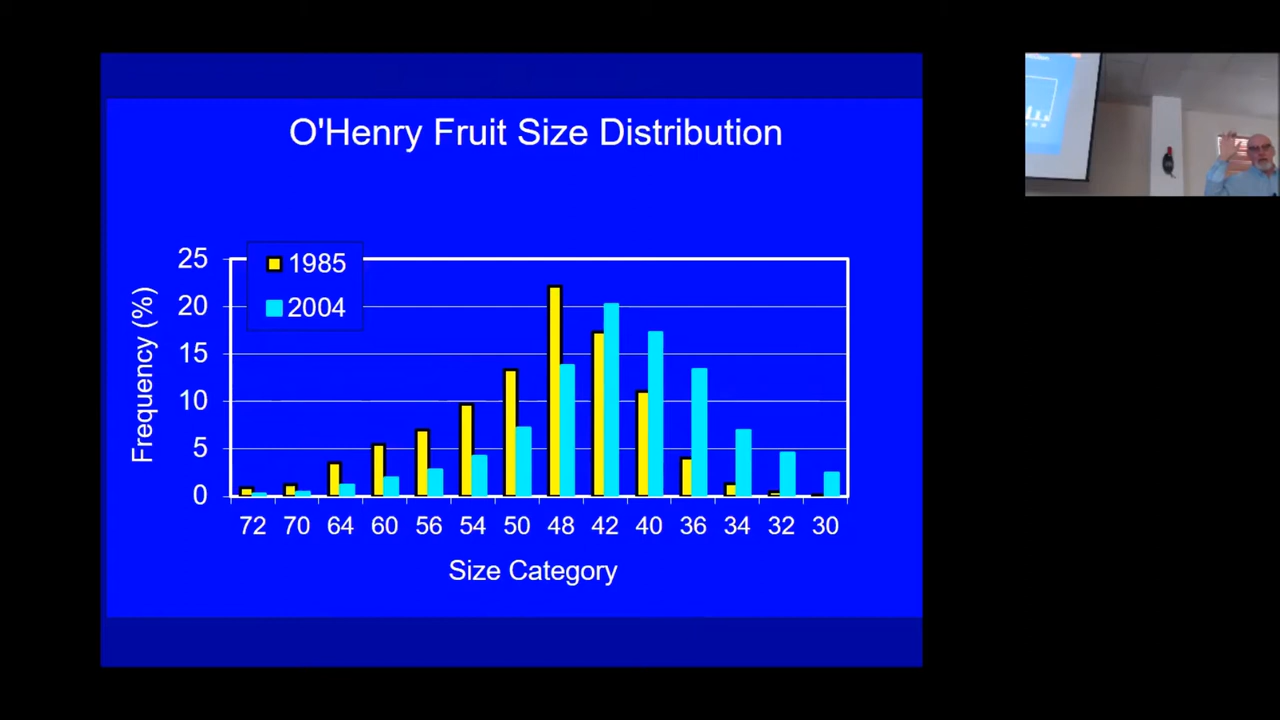 O'Henry Fruit Size Distribution
1985
2004
Frequency (%)
25
20
15
10
5
0
72 70 64 60 56 54 50 48 42 40 36 34 32 30
Size Category